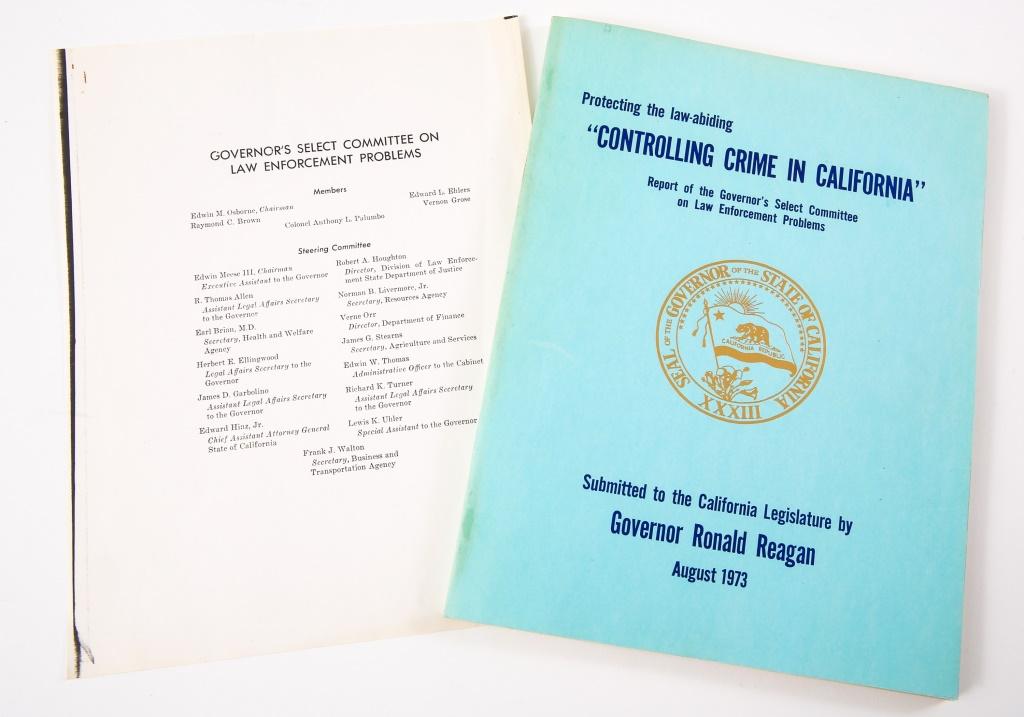 GOVERNOR'S SELECT COMMITTEE ON
LAW ENFORCEMENT PROBLEMS
Members
Edwin M. Osborne, Chairman
Raymond C. Brown
Edward L. Ehlers
Vernon Grose
Colonel Anthony L. Palumbo
Steering Committee
Edwin Meese III, Chairman
Executive Assistant to the Governor
R. Thomas Allen
Assistant Legal Affairs Secretary
to the Governor
Earl Brian, M.D.
Secretary, Health and Welfare
Agency
Herbert E. Ellingwood
Legal Affairs Secretary to the
Governor
James D. Garbolino
Assistant Legal Affairs Secretary
to the Governor
Edward Hinz, Jr.
Chief Assistant Attorney General
State of California
Robert A. Houghton
Director, Division of Law Enforce-
ment State Department of Justice
Norman B. Livermore, Jr.
Secretary, Resources Agency
Verne Orr
Director, Department of Finance
James G. Stearns
Secretary, Agriculture and Services
Edwin W. Thomas
Administrative Officer to the Cabinet
Richard K. Turner
Assistant Legal Affairs Secretary
to the Governor
Lewis K. Uhler
Special Assistant to the Governor
Frank J. Walton
Secretary, Business and
Transportation Agency
Protecting the law-abiding
"CONTROLLING CRIME IN CALIFORNIA"
Report of the Governor's Select Committee
on Law Enforcement Problems
SEAL OF THE GOVERNOR OF THE STATE OF CALIFORNIA
CALIFORNIA REPUBLIC
XXXIII
Submitted to the California Legislature by
Governor Ronald Reagan
August 1973